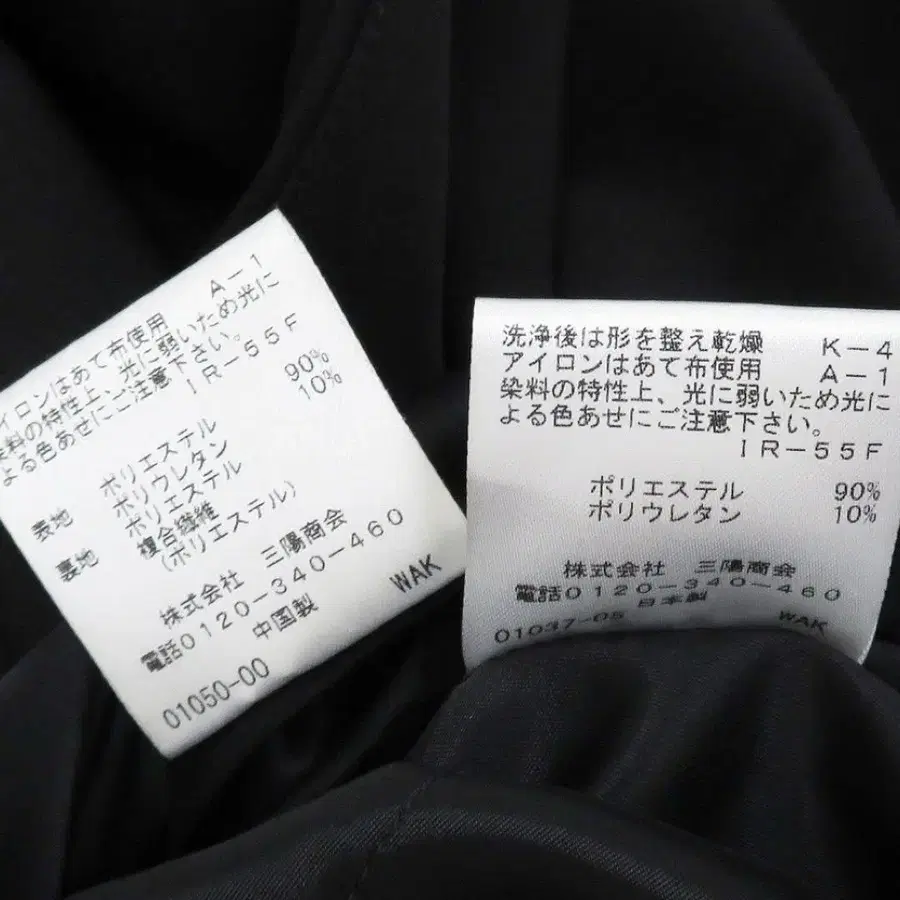 A-1
イロンはあて布使用
染料の特性上、光に弱いため光に
よる色あせにご注意下さい。
IR-55F
表地 ポリエステル 90%
ポリウレタン 10%
裏地 ポリエステル
複合繊維
(ポリエステル)
株式会社 三陽商会
電話0120-340-460
中国製 WAK
01050-00
洗浄後は形を整え乾燥 K-4
アイロンはあて布使用 A-1
染料の特性上、光に弱いため光に
よる色あせにご注意下さい。
IR-55F
ポリエステル 90%
ポリウレタン 10%
株式会社 三陽商会
電話0120-340-460
日本製
01037-05 WAK